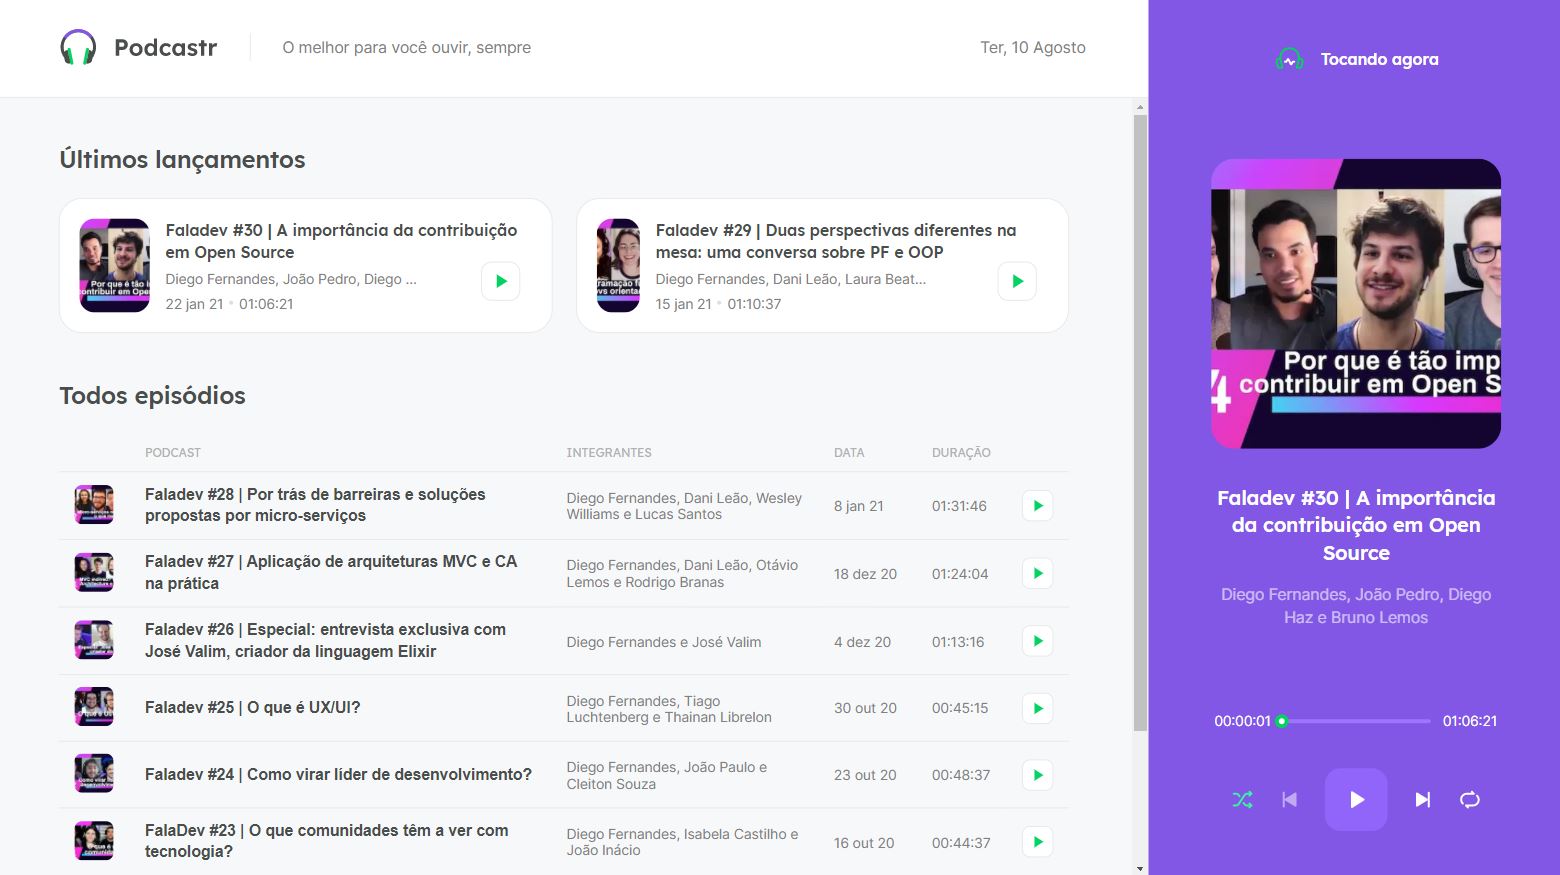 Podcastr
O melhor para você ouvir, sempre
Ter, 10 Agosto
Últimos lançamentos
Faladev #30 | A importância da contribuição
em Open Source
Diego Fernandes, João Pedro, Diego ...
22 jan 21 • 01:06:21
Faladev #29 | Duas perspectivas diferentes na
mesa: uma conversa sobre PF e OOP
Diego Fernandes, Dani Leão, Laura Beat...
15 jan 21 • 01:10:37
Todos episódios
PODCAST INTEGRANTES DATA DURAÇÃO
Faladev #28 | Por trás de barreiras e soluções
propostas por micro-serviços
Diego Fernandes, Dani Leão, Wesley
Williams e Lucas Santos
8 jan 21
01:31:46
Faladev #27 | Aplicação de arquiteturas MVC e CA
na prática
Diego Fernandes, Dani Leão, Otávio
Lemos e Rodrigo Branas
18 dez 20
01:24:04
Faladev #26 | Especial: entrevista exclusiva com
José Valim, criador da linguagem Elixir
Diego Fernandes e José Valim
4 dez 20
01:13:16
Faladev #25 | O que é UX/UI?
Diego Fernandes, Tiago
Luchtenberg e Thainan Librelon
30 out 20
00:45:15
Faladev #24 | Como virar líder de desenvolvimento?
Diego Fernandes, João Paulo e
Cleiton Souza
23 out 20
00:48:37
FalaDev #23 | O que comunidades têm a ver com
tecnologia?
Diego Fernandes, Isabela Castilho e
João Inácio
16 out 20
00:44:37
Tocando agora
Por que é tão imp
4 contribuir em Open S
Faladev #30 | A importância
da contribuição em Open
Source
Diego Fernandes, João Pedro, Diego
Haz e Bruno Lemos
00:00:01
01:06:21